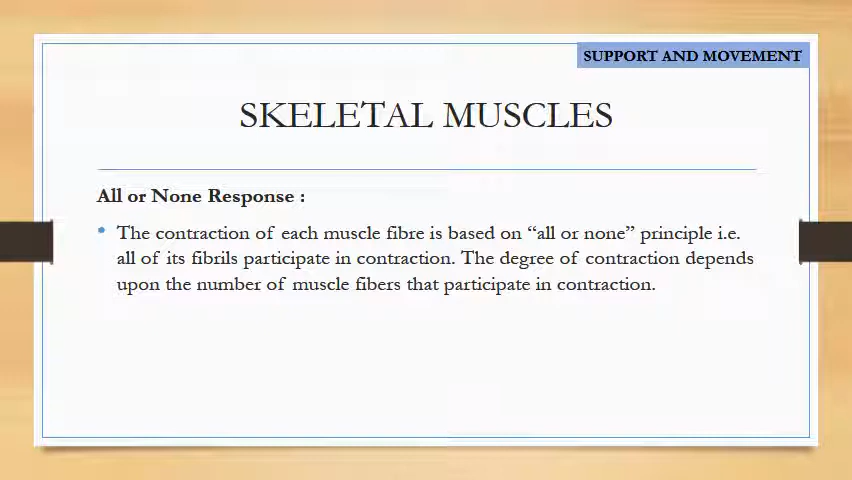 SUPPORT AND MOVEMENT
SKELETAL MUSCLES
All or None Response :
• The contraction of each muscle fibre is based on “all or none” principle i.e.
all of its fibrils participate in contraction. The degree of contraction depends
upon the number of muscle fibers that participate in contraction.